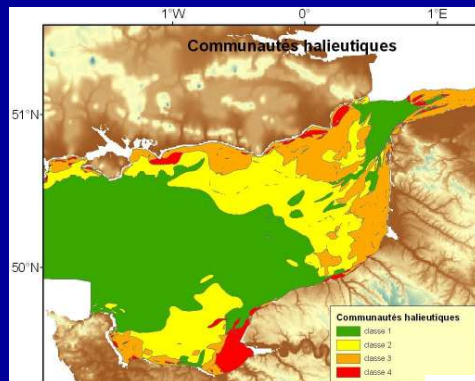 1°W 0° 1°E
Communautés halieutiques
51°N
50°N
Communautés halieutiques
classe 1
classe 2
classe 3
classe 4